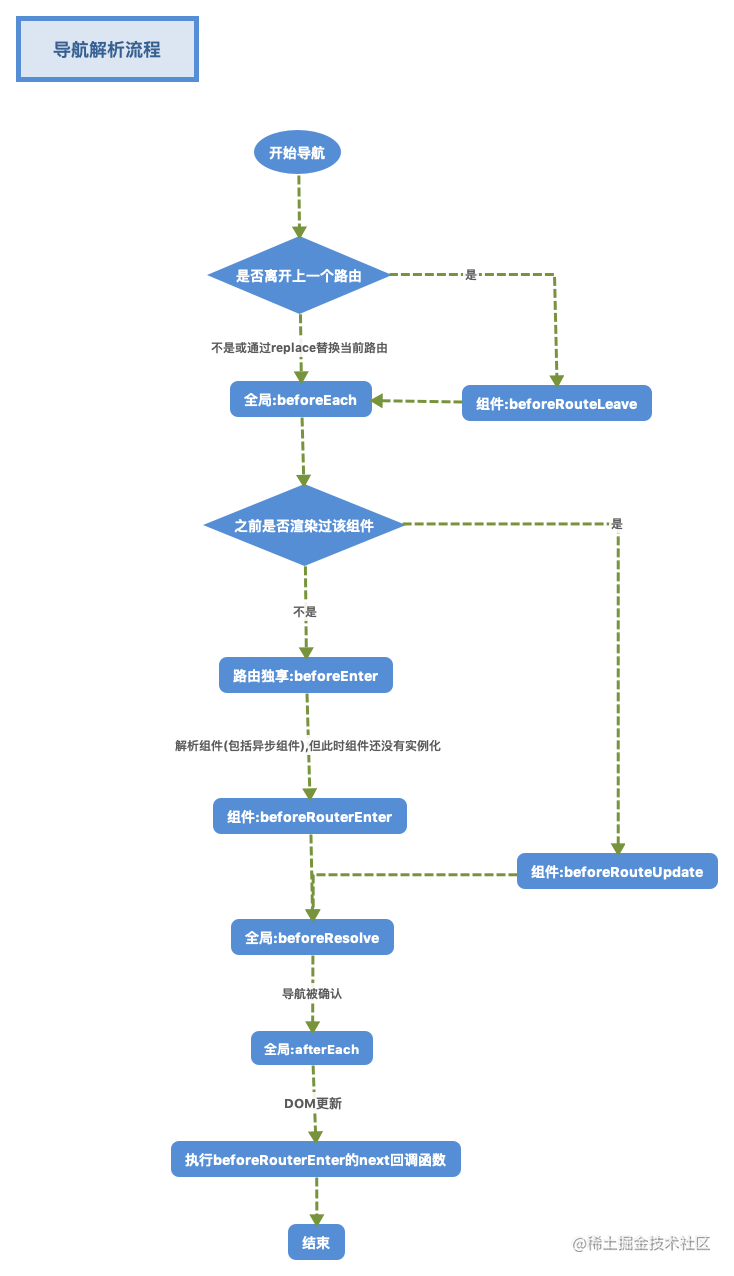 导航解析流程
开始导航
是否离开上一个路由
是
不是或通过replace替换当前路由
全局:beforeEach
组件:beforeRouteLeave
之前是否渲染过该组件
是
不是
路由独享:beforeEnter
解析组件(包括异步组件),但此时组件还没有实例化
组件:beforeRouterEnter
组件:beforeRouteUpdate
全局:beforeResolve
导航被确认
全局:afterEach
DOM更新
执行beforeRouterEnter的next回调函数
结束
@稀土掘金技术社区